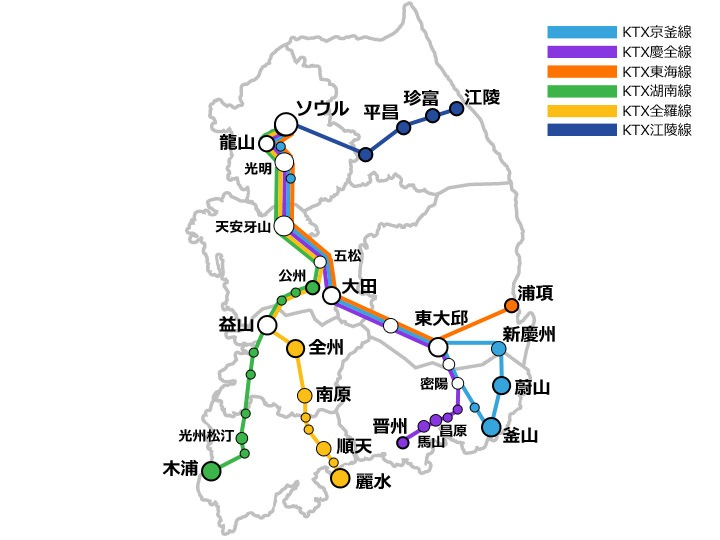 KTX京釜線
KTX慶全線
KTX東海線
KTX湖南線
KTX全羅線
KTX江陵線
ソウル
平昌
珍富
江陵
龍山
光明
天安牙山
五松
公州
大田
益山
東大邱
浦項
新慶州
全州
密陽
蔚山
南原
晋州
昌原
馬山
釜山
光州松汀
順天
木浦
麗水